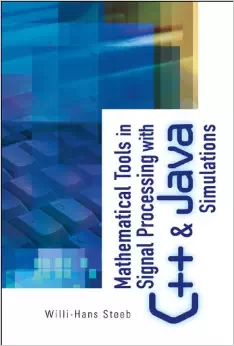 Mathematical Tools in
Signal Processing with
C++ & Java
Simulations
Willi-Hans Steeb